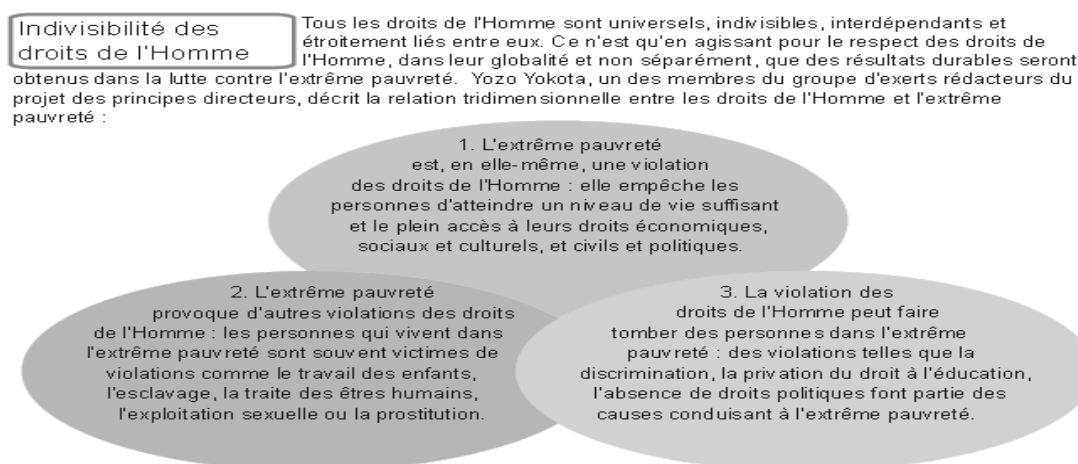 Indivisibilité des
droits de l'Homme
Tous les droits de l'Homme sont universels, indivisibles, interdépendants et
étroitement liés entre eux. Ce n'est qu'en agissant pour le respect des droits de
l'Homme, dans leur globalité et non séparément, que des résultats durables seront
obtenus dans la lutte contre l'extrême pauvreté. Yozo Yokota, un des membres du groupe d'exerts rédacteurs du
projet des principes directeurs, décrit la relation tridimensionnelle entre les droits de l'Homme et l'extrême
pauvreté :
1. L'extrême pauvreté
est, en elle-même, une violation
des droits de l'Homme : elle empêche les
personnes d'atteindre un niveau de vie suffisant
et le plein accès à leurs droits économiques,
sociaux et culturels, et civils et politiques.
2. L'extrême pauvreté
provoque d'autres violations des droits
de l'Homme : les personnes qui vivent dans
l'extrême pauvreté sont souvent victimes de
violations comme le travail des enfants,
l'esclavage, la traite des êtres humains,
l'exploitation sexuelle ou la prostitution.
3. La violation des
droits de l'Homme peut faire
tomber des personnes dans l'extrême
pauvreté : des violations telles que la
discrimination, la privation du droit à l'éducation,
l'absence de droits politiques font partie des
causes conduisant à l'extrême pauvreté.